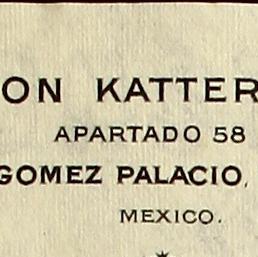 ON KATTER
APARTADO 58
GOMEZ PALACIO,
MEXICO.